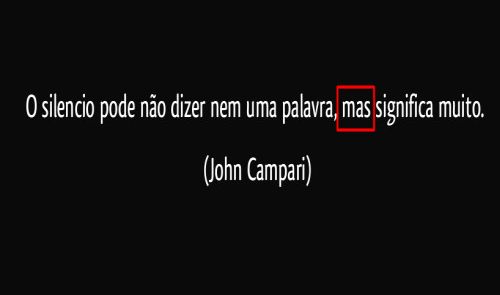 O silencio pode não dizer nem uma palavra, mas significa muito.
(John Campari)